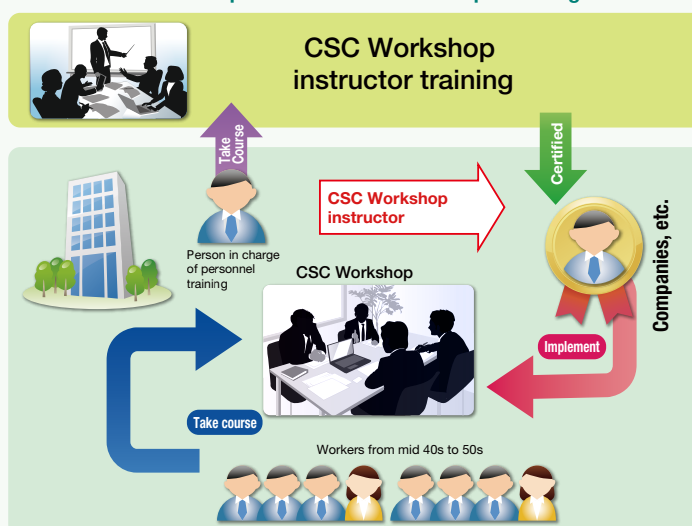 CSC Workshop
instructor training
Take
Course
Certified
CSC Workshop
instructor
Person in charge
of personnel
training
CSC Workshop
Companies, etc.
Implement
Take course
Workers from mid 40s to 50s